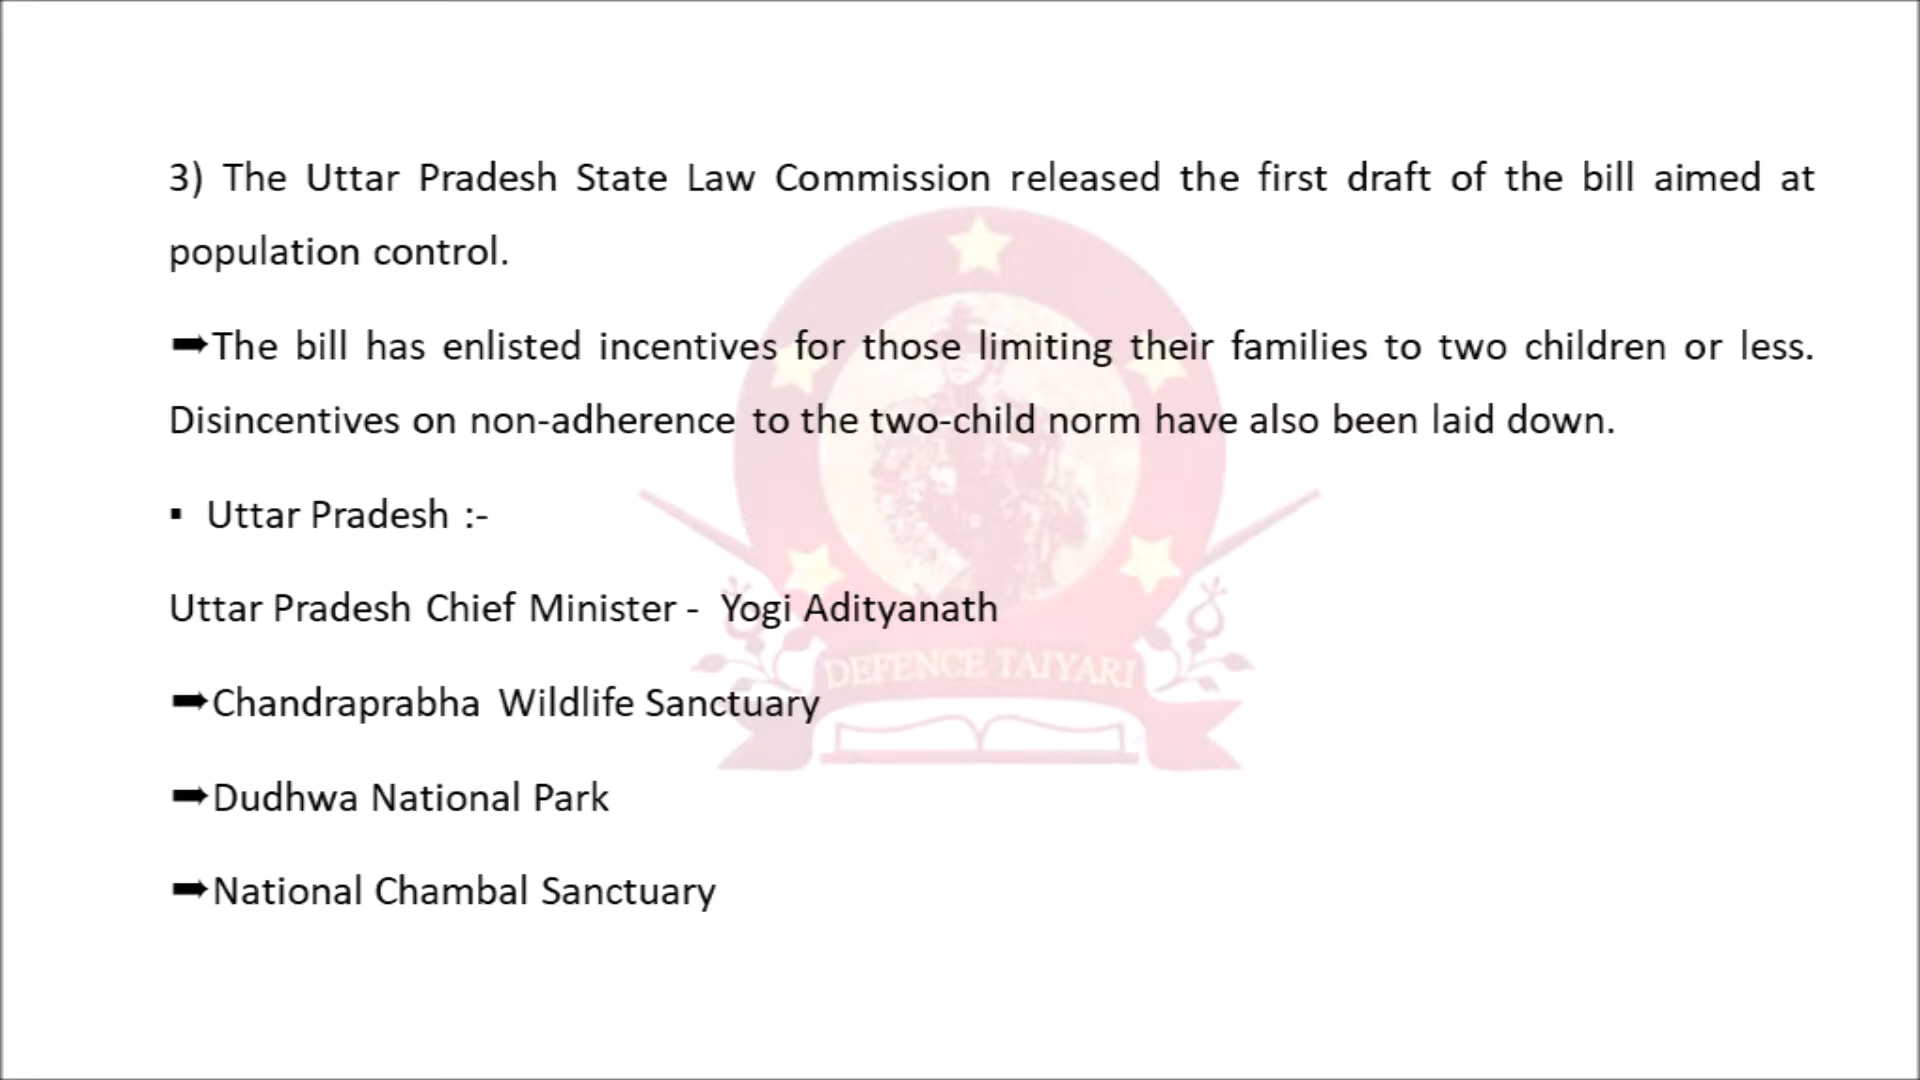 3) The Uttar Pradesh State Law Commission released the first draft of the bill aimed at
population control.
➡The bill has enlisted incentives for those limiting their families to two children or less.
Disincentives on non-adherence to the two-child norm have also been laid down.
▪ Uttar Pradesh :-
Uttar Pradesh Chief Minister - Yogi Adityanath
DEFENCE TAIYARI
➡Chandraprabha Wildlife Sanctuary
➡Dudhwa National Park
➡National Chambal Sanctuary